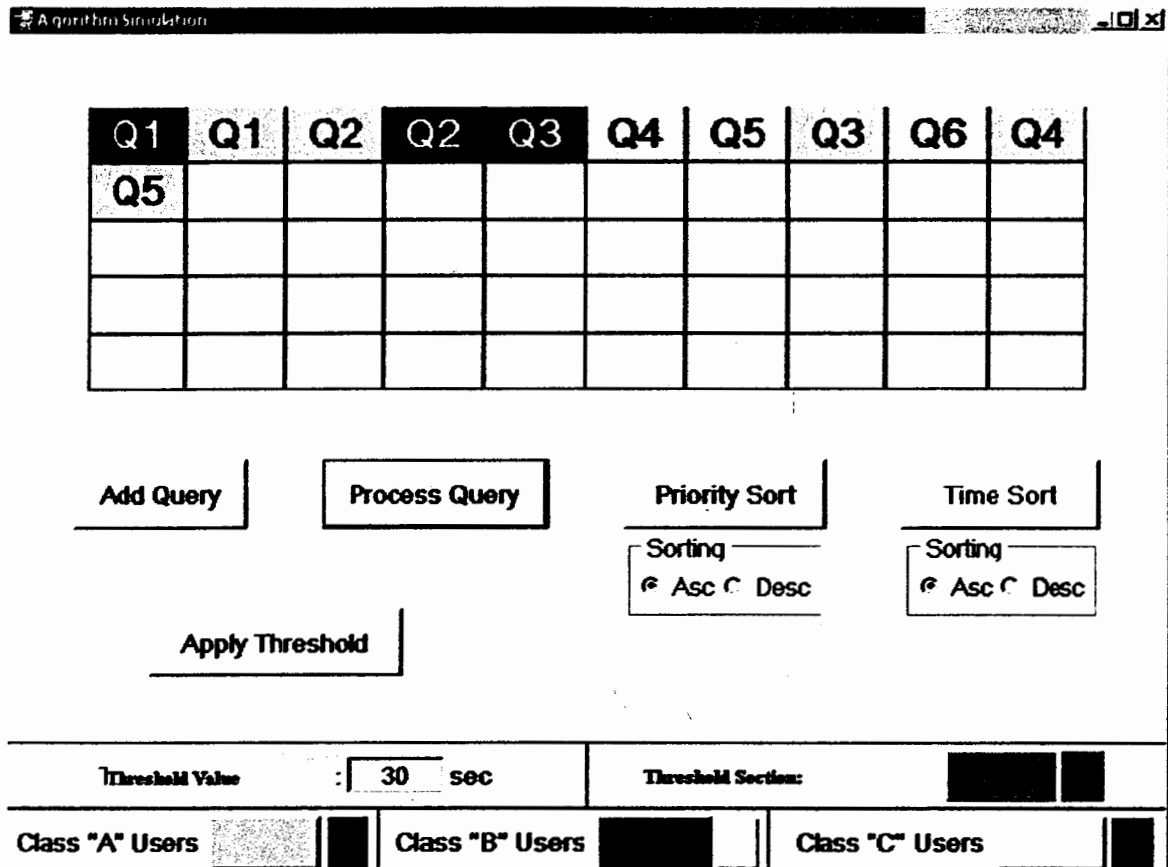 Algorithm Simulation
Q1 Q1 Q2 Q2 Q3 Q4 Q5 Q3 Q6 Q4
Q5
Add Query Process Query Priority Sort Time Sort
Sorting Sorting
Asc Desc Asc Desc
Apply Threshold
Threshold Value : 30 sec Threshold Section:
Class "A" Users Class "B" Users Class "C" Users